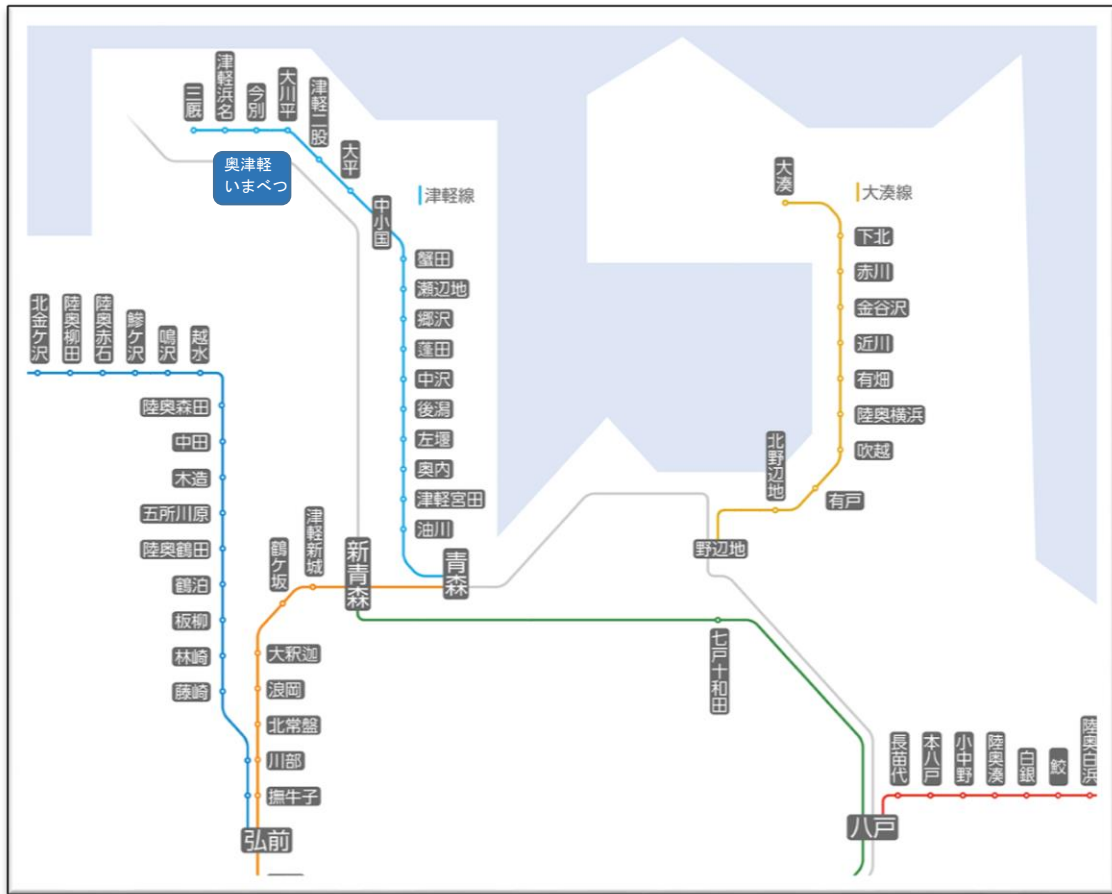 三厩
津軽浜名
今別
大川平
津軽二股
大平
中小国
奥津軽
いまべつ
津軽線
蟹田
瀬辺地
郷沢
蓬田
中沢
後潟
左堰
奥内
津軽宮田
油川
青森
大湊
大湊線
下北
赤川
金谷沢
近川
有畑
陸奥横浜
吹越
有戸
北野辺地
野辺地
北金ケ沢
陸奥柳田
陸奥赤石
鰺ケ沢
鳴沢
越水
陸奥森田
中田
木造
五所川原
陸奥鶴田
鶴泊
板柳
林崎
藤崎
鶴ケ坂
津軽新城
新青森
大釈迦
浪岡
北常盤
川部
撫牛子
弘前
七戸十和田
八戸
長苗代
本八戸
小中野
陸奥湊
白銀
鮫
陸奥白浜